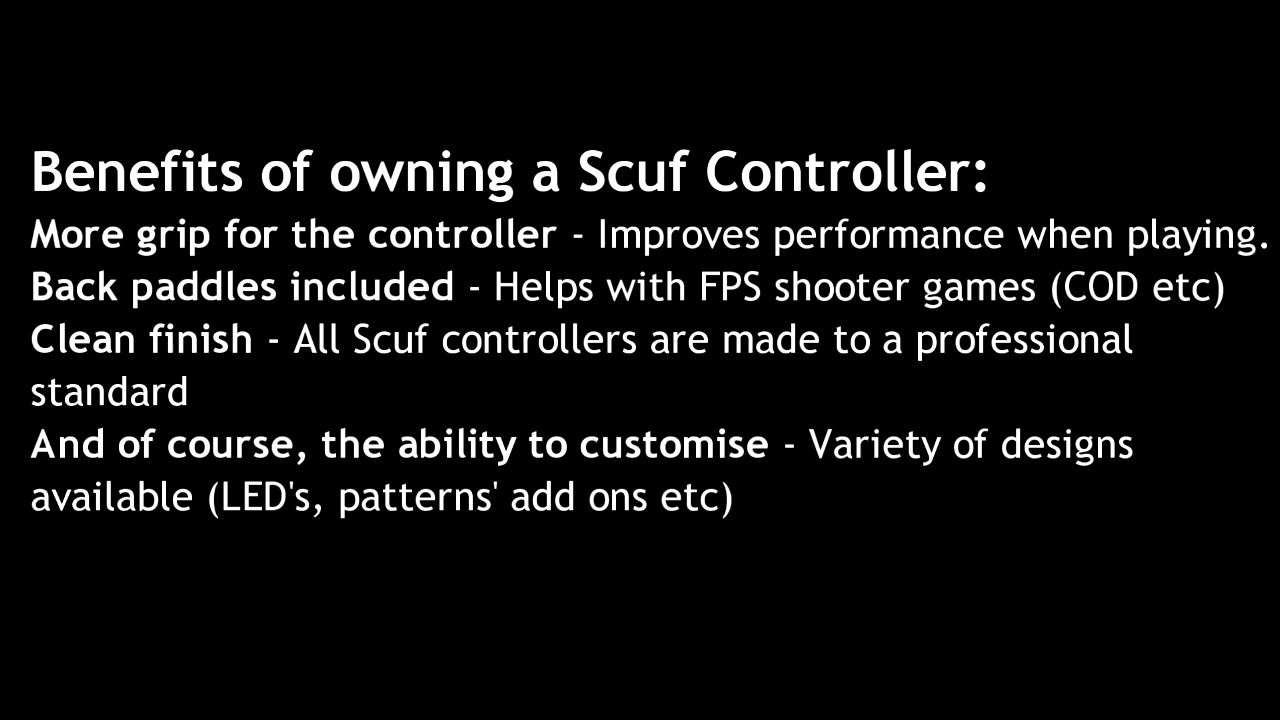 Benefits of owning a Scuf Controller:
More grip for the controller - Improves performance when playing.
Back paddles included - Helps with FPS shooter games (COD etc)
Clean finish - All Scuf controllers are made to a professional
standard
And of course, the ability to customise - Variety of designs
available (LED's, patterns' add ons etc)